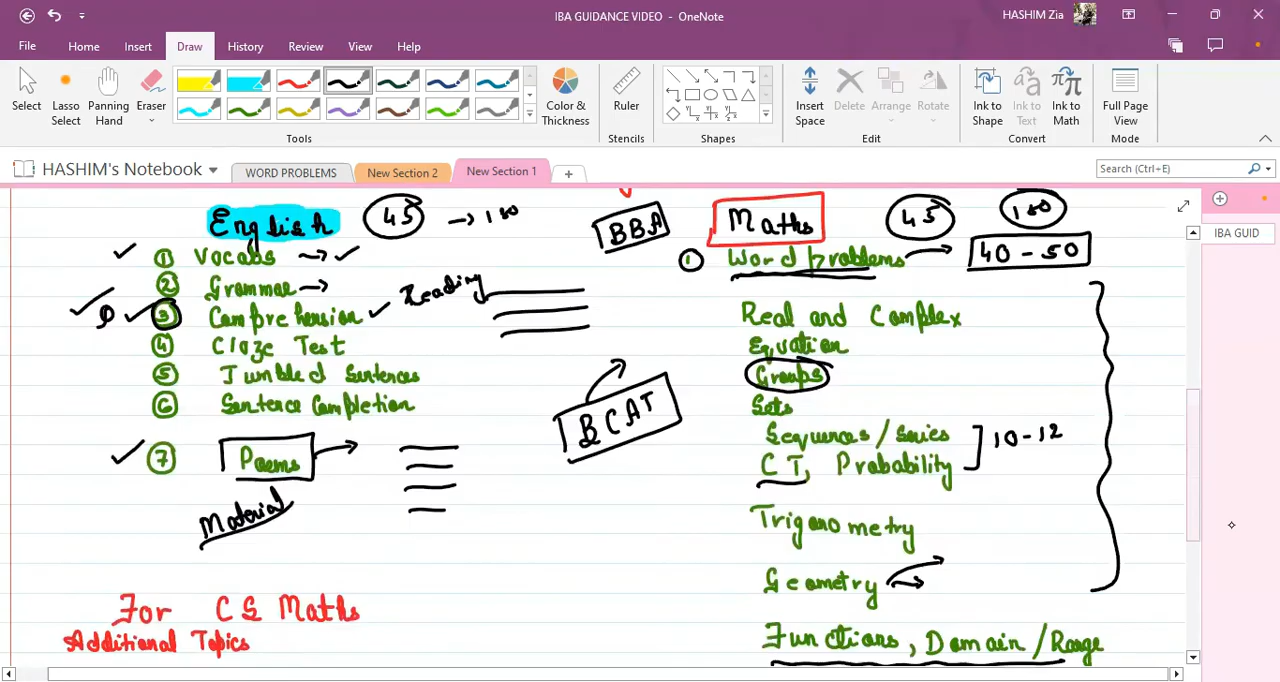 IBA GUIDANCE VIDEO - OneNote
HASHIM Zia
File Home Insert Draw History Review View Help
Select
Lasso Select
Panning Hand
Eraser
Color & Thickness
Ruler
Insert Space
Delete
Arrange
Rotate
Ink to Shape
Ink to Text
Ink to Math
Full Page View
Tools Stencils Shapes Edit Convert Mode
HASHIM's Notebook
WORD PROBLEMS
New Section 2
New Section 1
Search (Ctrl+E)
IBA GUID
English 45 → 180
① Vocabs →
② Grammar →
③ Comprehension Reading
④ Cloze Test
⑤ Jumbled Sentences
⑥ Sentence Completion
⑦ Poems
Material
For CS Maths
Additional Topics
BBA
BCAT
Maths 45 180
① Word problems 40 - 50
Real and Complex
Equation
Groups
Sets
Sequences / Series
CT, Probability 10-12
Trigonometry
Geometry
Functions, Domain / Range